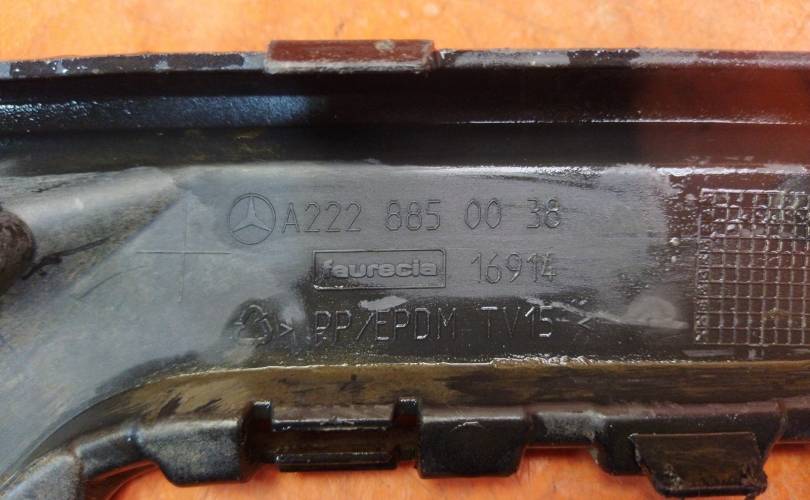 A222 885 00 38
faurecia 16914
> PP/EPDM TV15 <